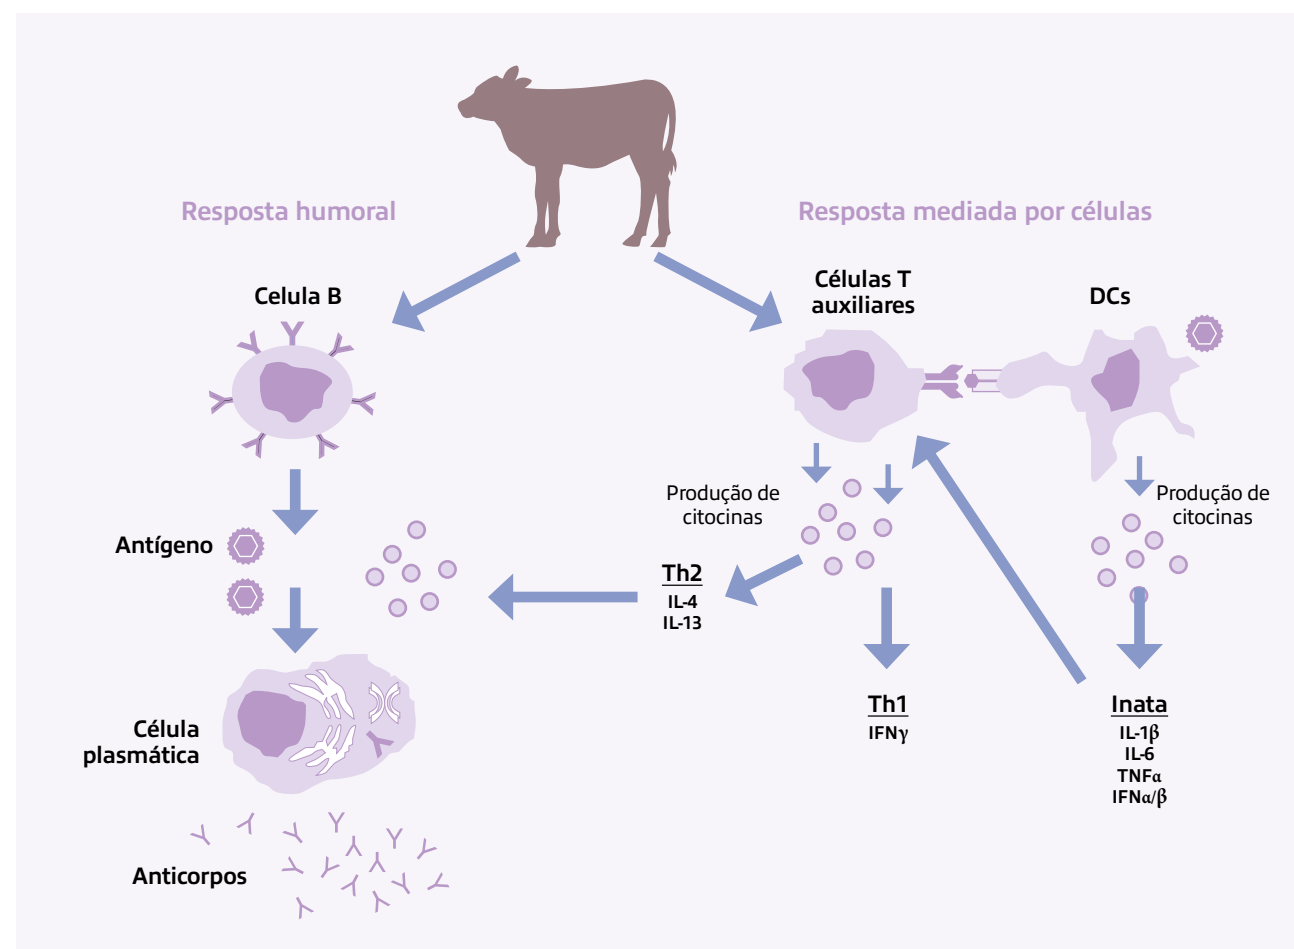 Resposta humoral
Resposta mediada por células
Celula B
Células T
auxiliares
DCs
Produção de
citocinas
Produção de
citocinas
Antígeno
Th2
IL-4
IL-13
Th1
IFNγ
Inata
IL-1β
IL-6
TNFα
IFNα/β
Célula
plasmática
Anticorpos